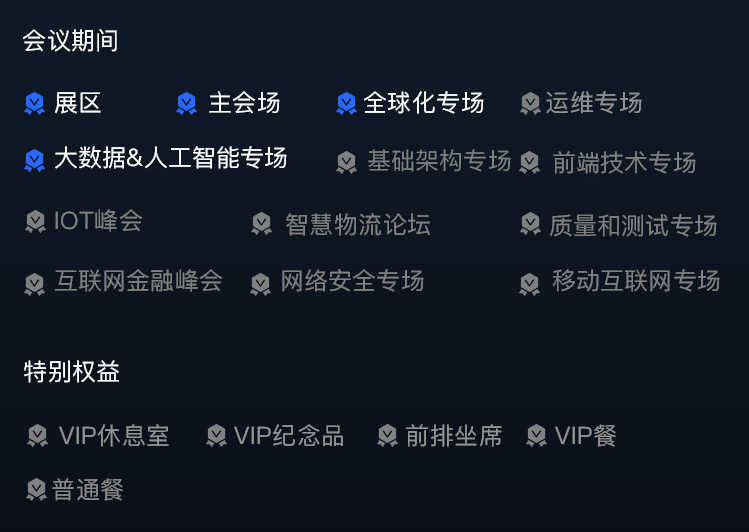 会议期间
展区 主会场 全球化专场 运维专场
大数据&人工智能专场 基础架构专场 前端技术专场
IOT峰会 智慧物流论坛 质量和测试专场
互联网金融峰会 网络安全专场 移动互联网专场
特别权益
VIP休息室 VIP纪念品 前排坐席 VIP餐
普通餐